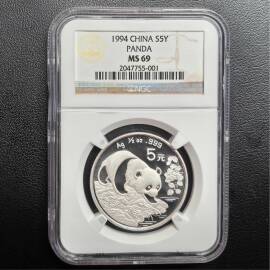 1994 CHINA S5Y
PANDA
MS 69
2047755-001
NGC
Ag ½ oz .999
5元